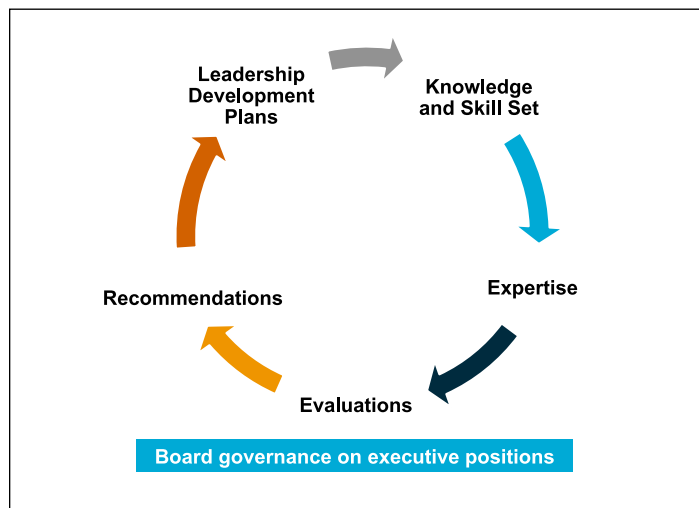 Leadership
Development
Plans
Knowledge
and Skill Set
Expertise
Evaluations
Recommendations
Board governance on executive positions